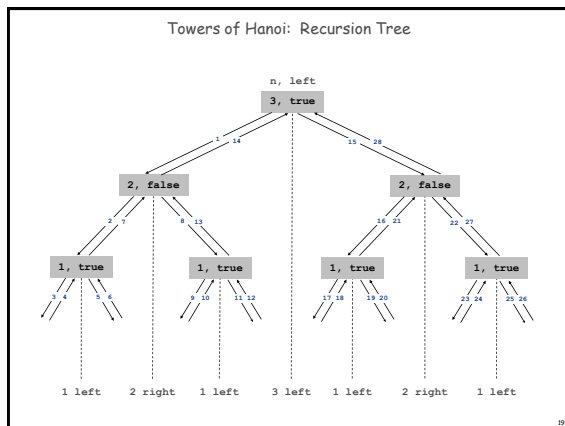 Towers of Hanoi: Recursion Tree
n, left
3, true
1 14 15 28
2, false 2, false
2 7 8 13 16 21 22 27
1, true 1, true 1, true 1, true
3 4 5 6 9 10 11 12 17 18 19 20 23 24 25 26
1 left 2 right 1 left 3 left 1 left 2 right 1 left
19